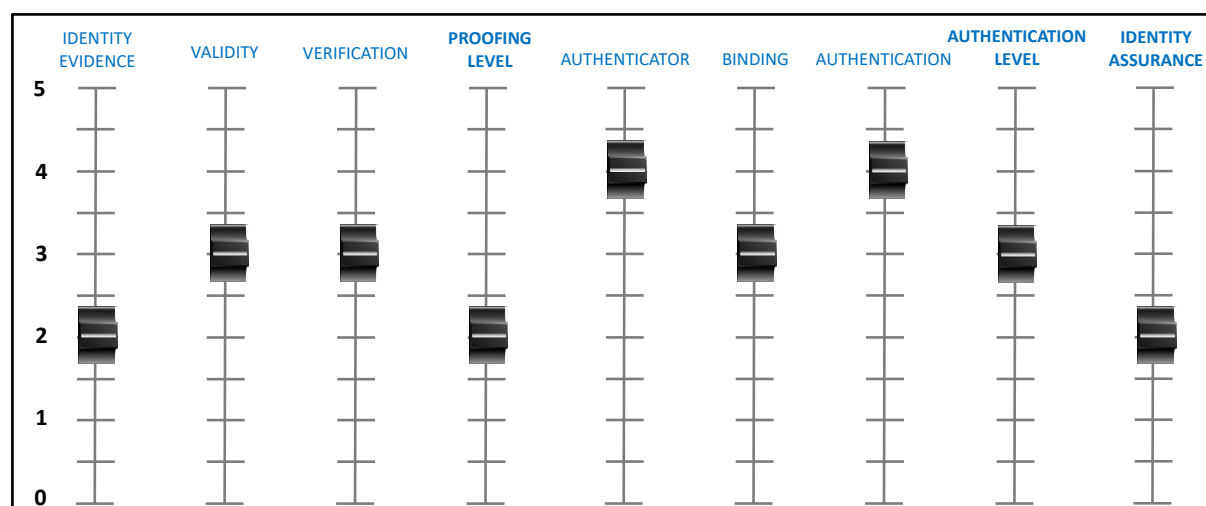 IDENTITY
EVIDENCE
VALIDITY
VERIFICATION
PROOFING
LEVEL
AUTHENTICATOR
BINDING
AUTHENTICATION
AUTHENTICATION
LEVEL
IDENTITY
ASSURANCE
5
4
3
2
1
0